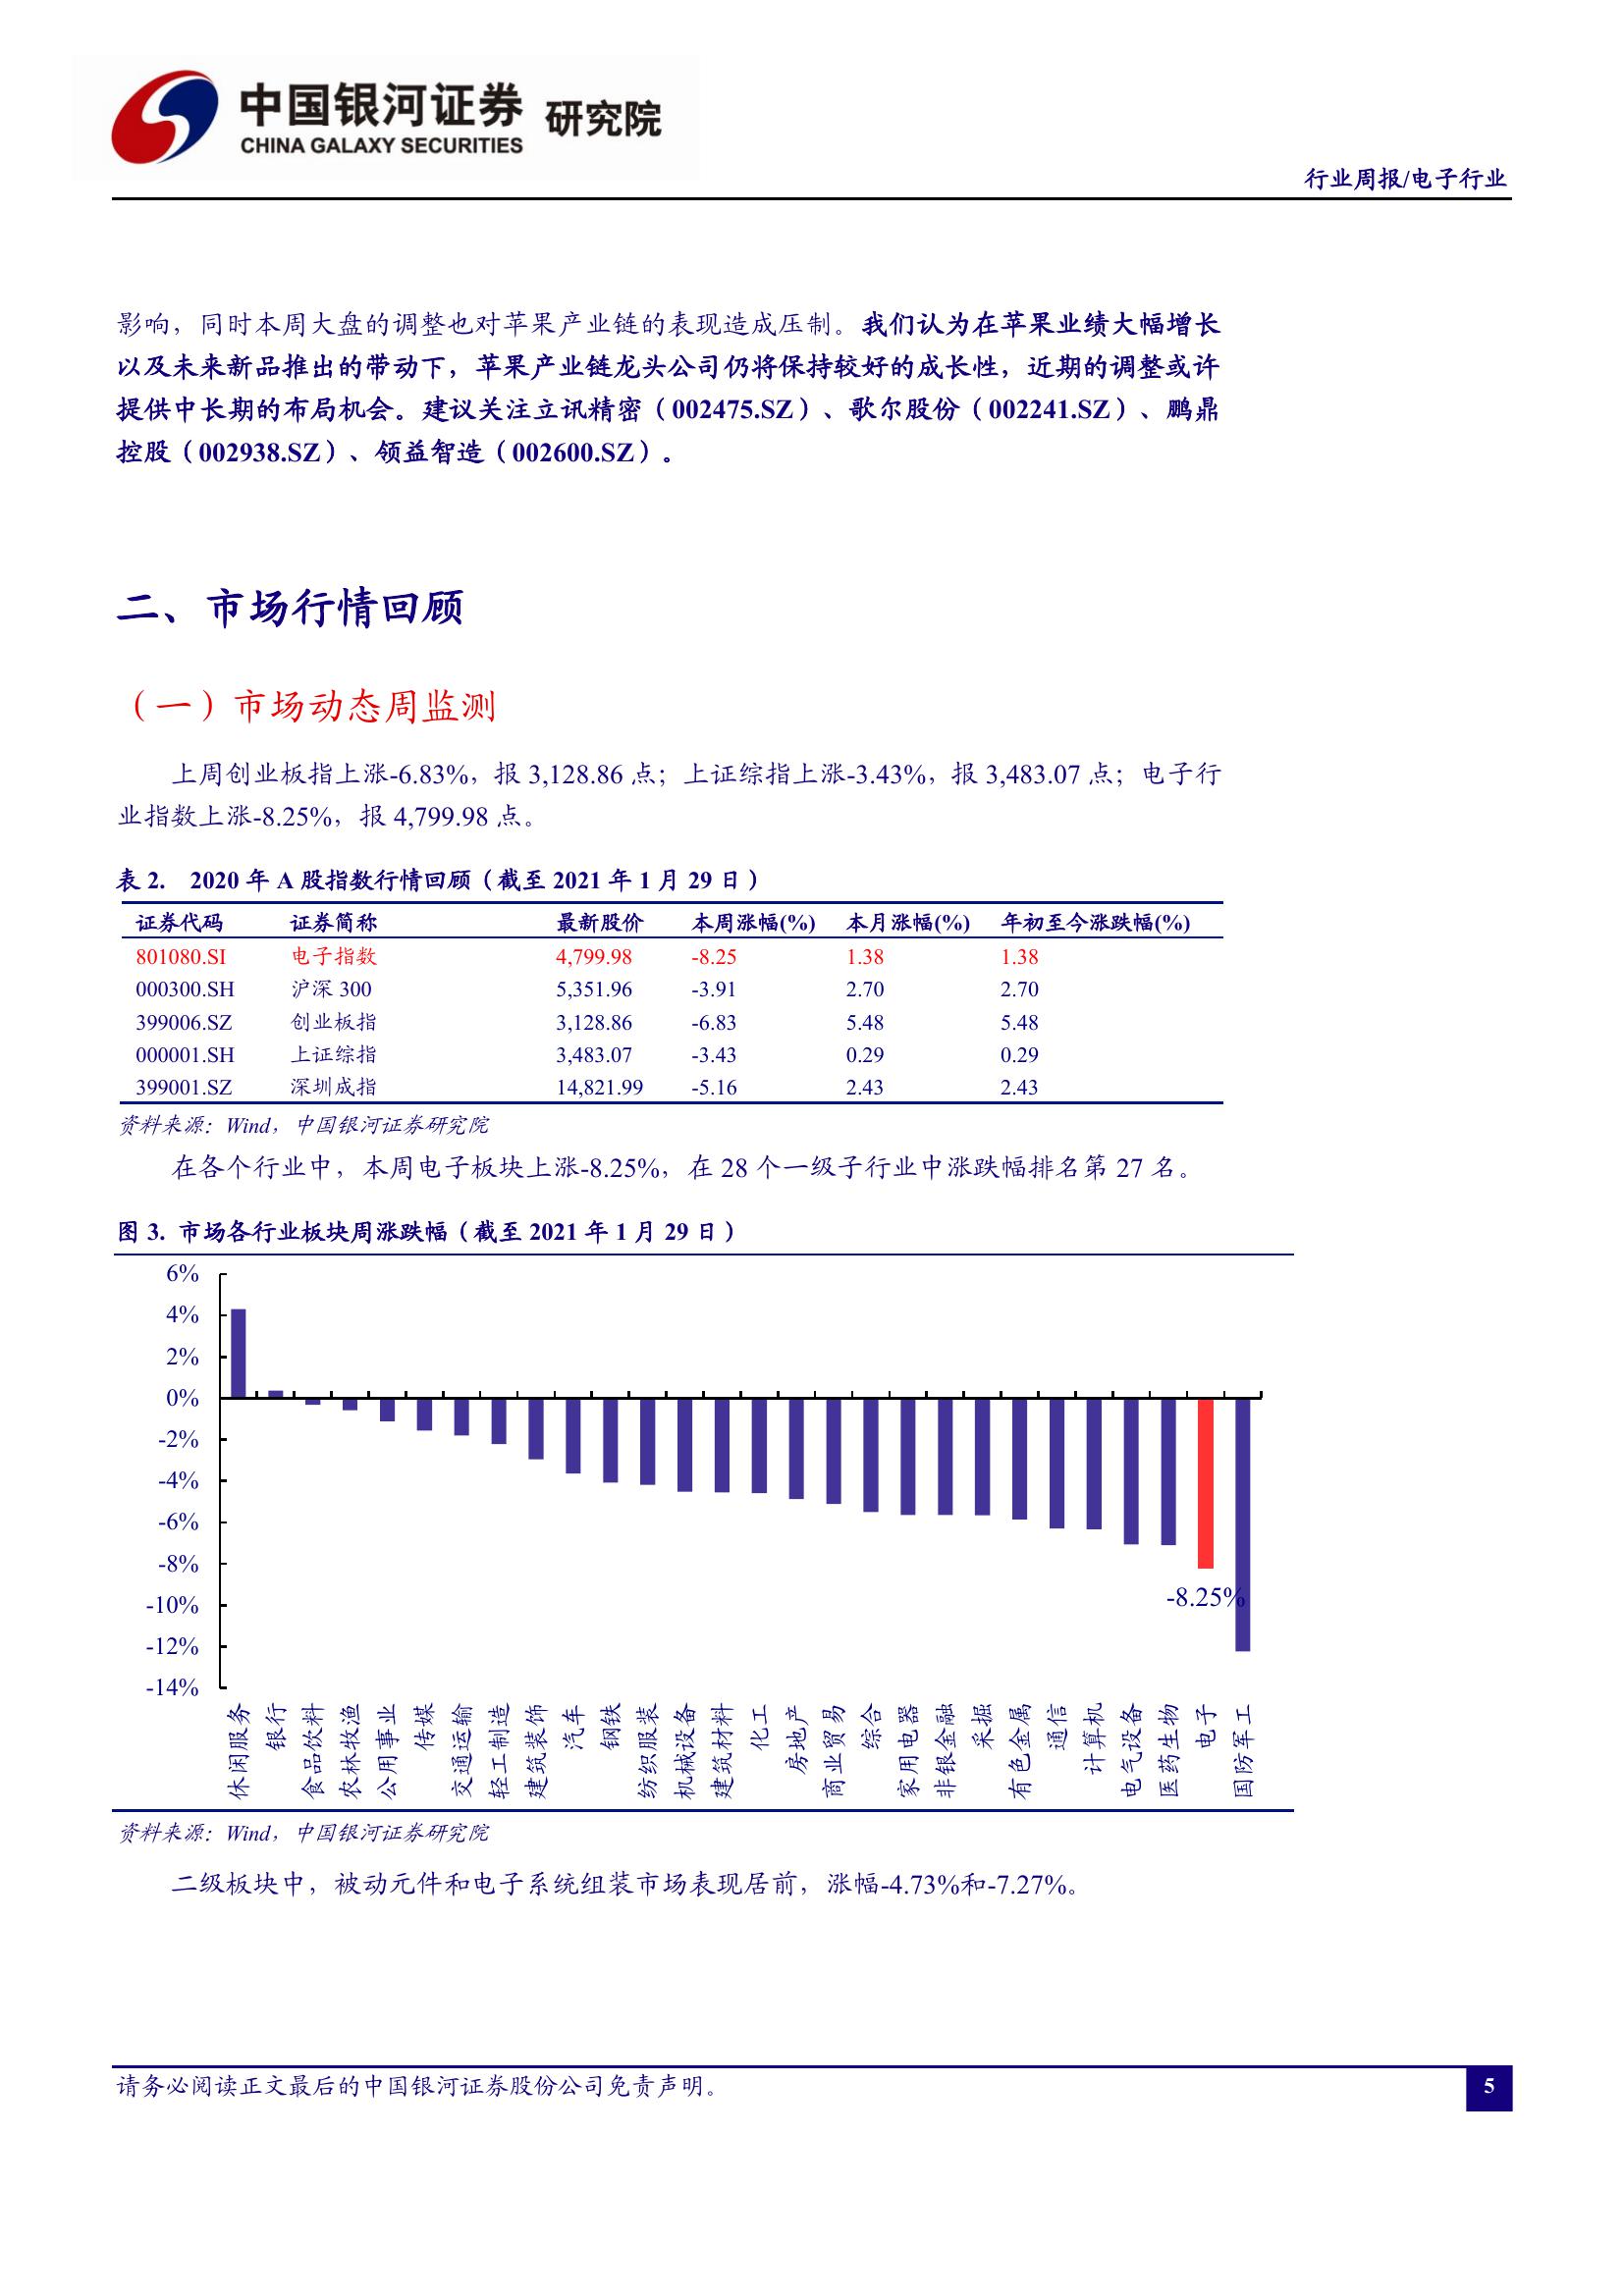 中国银河证券 研究院
CHINA GALAXY SECURITIES
行业周报/电子行业
影响，同时本周大盘的调整也对苹果产业链的表现造成压制。我们认为在苹果业绩大幅增长
以及未来新品推出的带动下，苹果产业链龙头公司仍将保持较好的成长性，近期的调整或许
提供中长期的布局机会。建议关注立讯精密（002475.SZ）、歌尔股份（002241.SZ）、鹏鼎
控股（002938.SZ）、领益智造（002600.SZ）。
二、市场行情回顾
（一）市场动态周监测
上周创业板指上涨-6.83%，报 3,128.86 点；上证综指上涨-3.43%，报 3,483.07 点；电子行
业指数上涨-8.25%，报 4,799.98 点。
表 2. 2020 年 A 股指数行情回顾（截至 2021 年 1 月 29 日）
证券代码 证券简称 最新股价 本周涨幅(%) 本月涨幅(%) 年初至今涨跌幅(%)
801080.SI 电子指数 4,799.98 -8.25 1.38 1.38
000300.SH 沪深 300 5,351.96 -3.91 2.70 2.70
399006.SZ 创业板指 3,128.86 -6.83 5.48 5.48
000001.SH 上证综指 3,483.07 -3.43 0.29 0.29
399001.SZ 深圳成指 14,821.99 -5.16 2.43 2.43
资料来源：Wind，中国银河证券研究院
在各个行业中，本周电子板块上涨-8.25%，在 28 个一级子行业中涨跌幅排名第 27 名。
图 3. 市场各行业板块周涨跌幅（截至 2021 年 1 月 29 日）
6%
4%
2%
0%
-2%
-4%
-6%
-8%
-10%
-12%
-14%
-8.25%
休闲服务
银行
食品饮料
农林牧渔
公用事业
传媒
交通运输
轻工制造
建筑装饰
汽车
钢铁
纺织服装
机械设备
建筑材料
化工
房地产
商业贸易
综合
家用电器
非银金融
采掘
有色金属
通信
计算机
电气设备
医药生物
电子
国防军工
资料来源：Wind，中国银河证券研究院
二级板块中，被动元件和电子系统组装市场表现居前，涨幅-4.73%和-7.27%。
请务必阅读正文最后的中国银河证券股份公司免责声明。
5